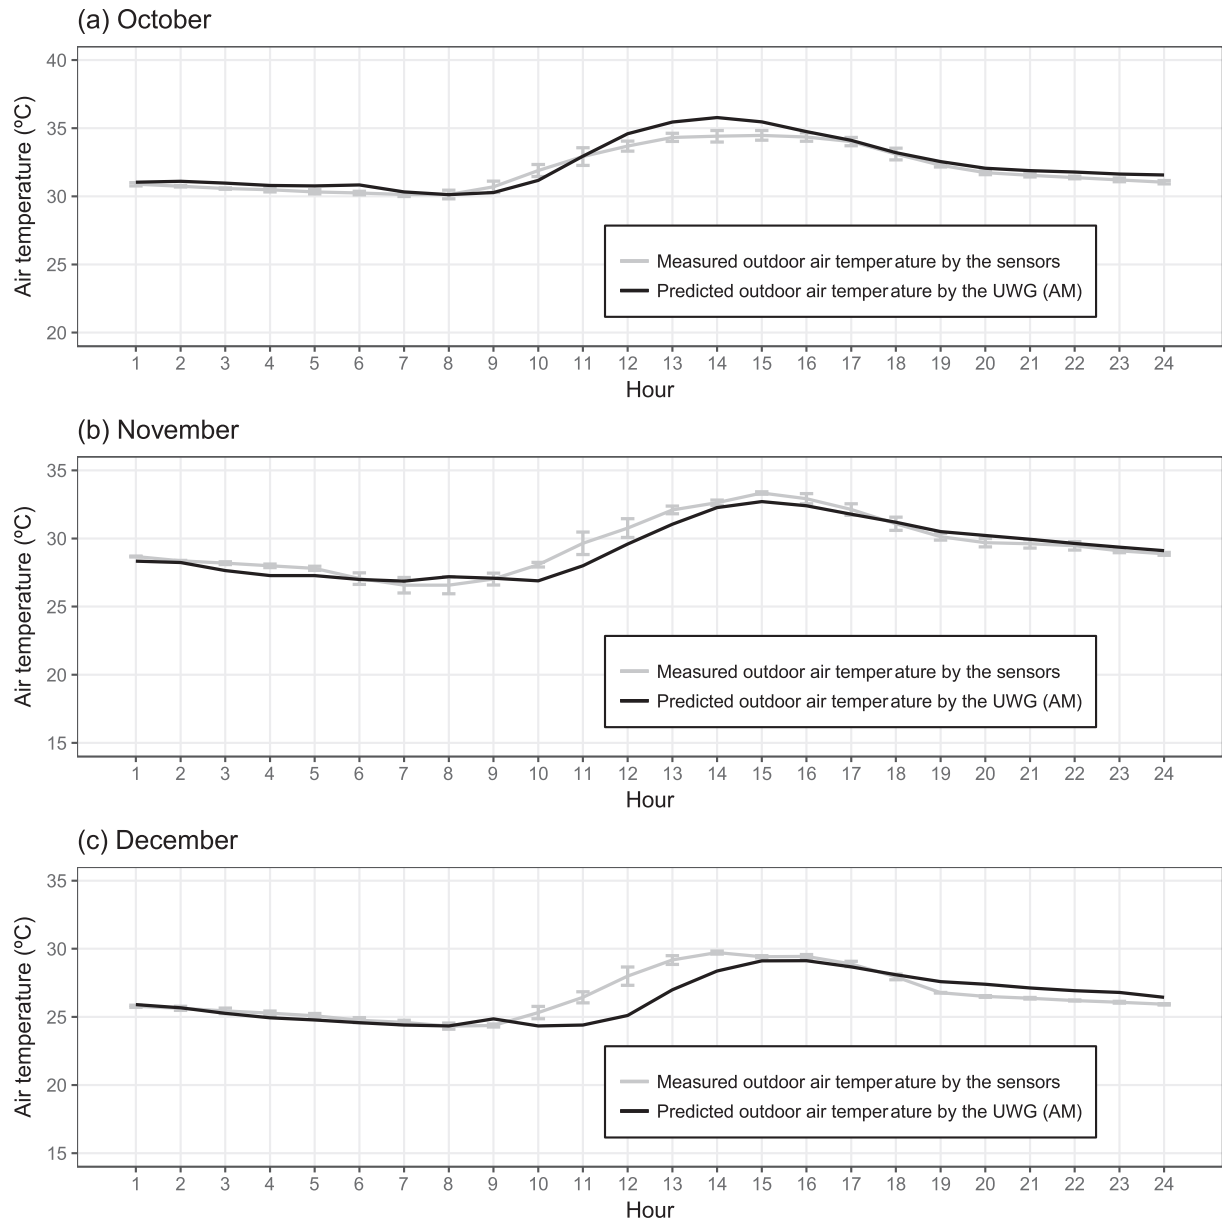 (a) October
Air temperature (ºC)
40
35
30
25
20
Measured outdoor air temperature by the sensors
Predicted outdoor air temperature by the UWG (AM)
1 2 3 4 5 6 7 8 9 10 11 12 13 14 15 16 17 18 19 20 21 22 23 24
Hour
(b) November
Air temperature (ºC)
35
30
25
20
15
Measured outdoor air temperature by the sensors
Predicted outdoor air temperature by the UWG (AM)
1 2 3 4 5 6 7 8 9 10 11 12 13 14 15 16 17 18 19 20 21 22 23 24
Hour
(c) December
Air temperature (ºC)
35
30
25
20
15
Measured outdoor air temperature by the sensors
Predicted outdoor air temperature by the UWG (AM)
1 2 3 4 5 6 7 8 9 10 11 12 13 14 15 16 17 18 19 20 21 22 23 24
Hour